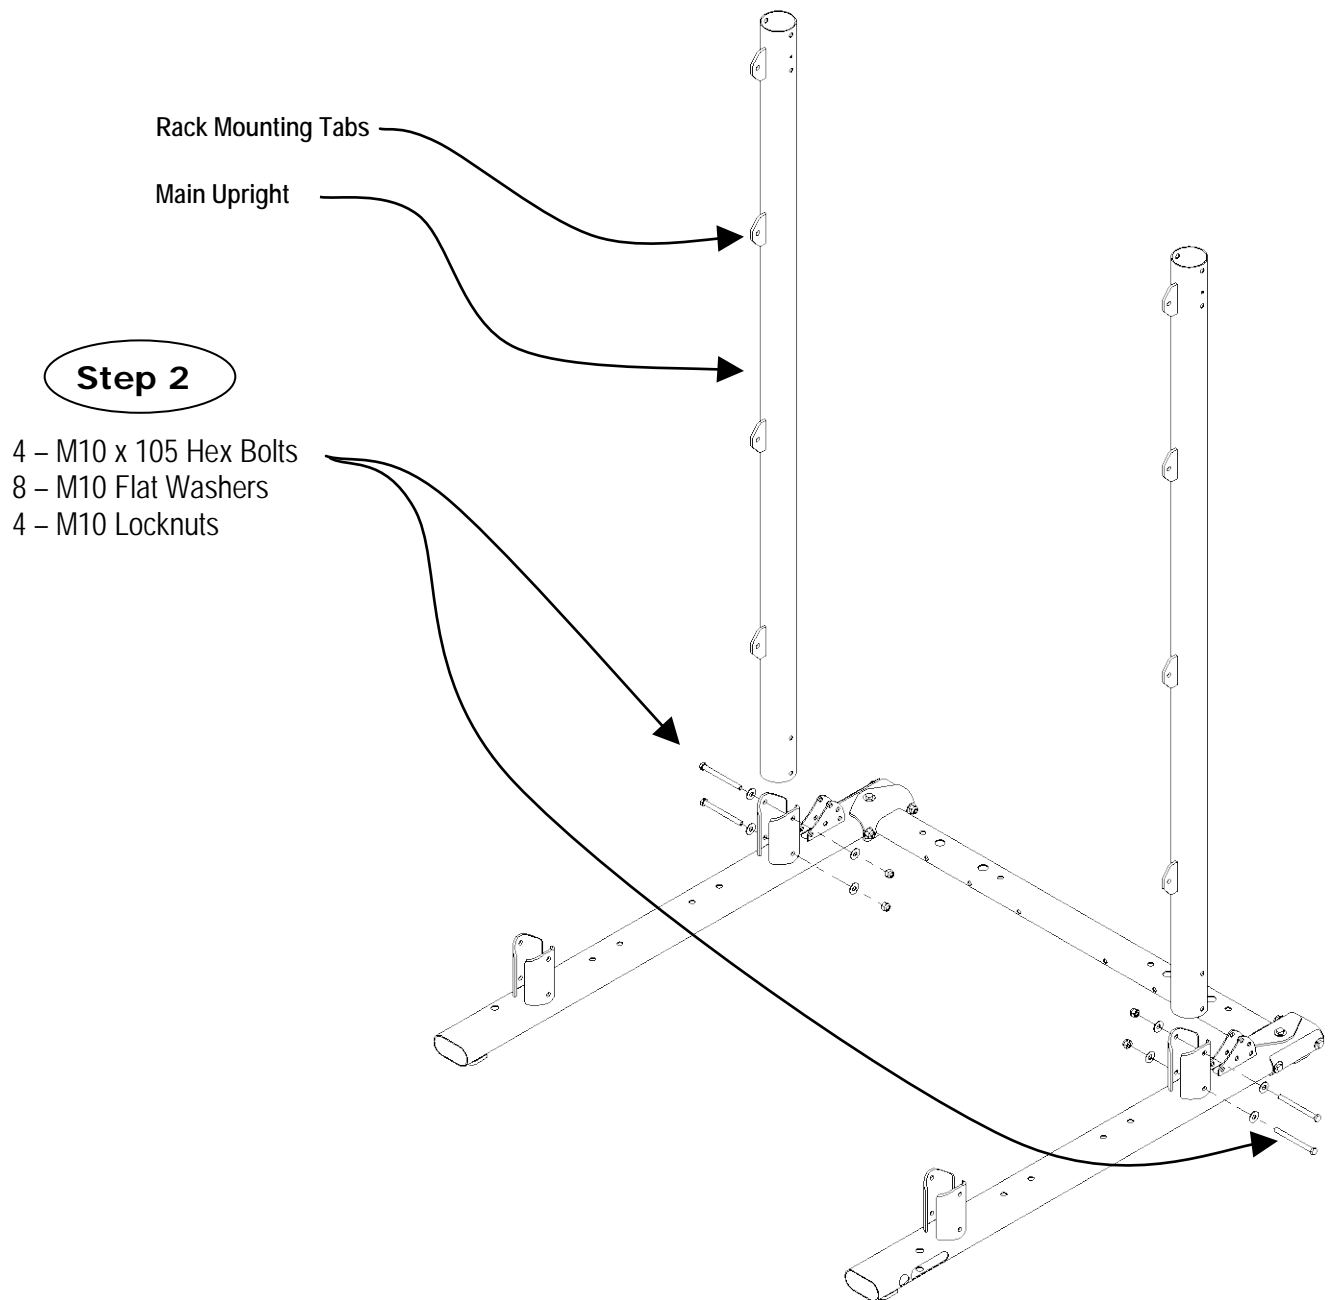 Rack Mounting Tabs
Main Upright
Step 2
4 – M10 x 105 Hex Bolts
8 – M10 Flat Washers
4 – M10 Locknuts